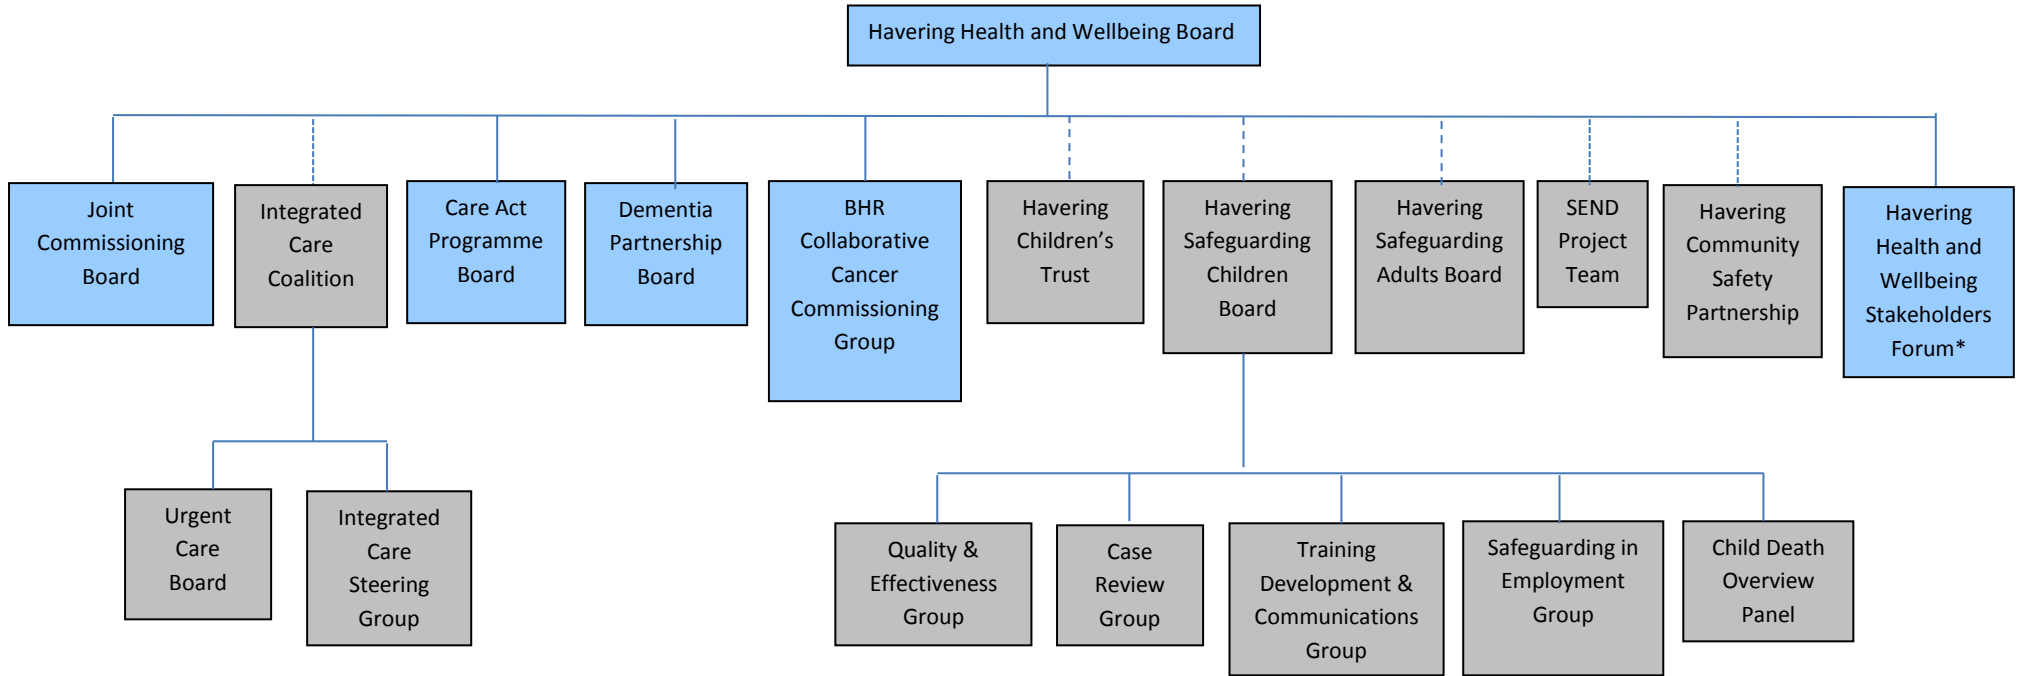 Havering Health and Wellbeing Board
Joint
Commissioning
Board
Integrated
Care
Coalition
Care Act
Programme
Board
Dementia
Partnership
Board
BHR
Collaborative
Cancer
Commissioning
Group
Havering
Children’s
Trust
Havering
Safeguarding
Children
Board
Havering
Safeguarding
Adults Board
SEND
Project
Team
Havering
Community
Safety
Partnership
Havering
Health and
Wellbeing
Stakeholders
Forum*
Urgent
Care
Board
Integrated
Care
Steering
Group
Quality &
Effectiveness
Group
Case
Review
Group
Training
Development &
Communications
Group
Safeguarding in
Employment
Group
Child Death
Overview
Panel